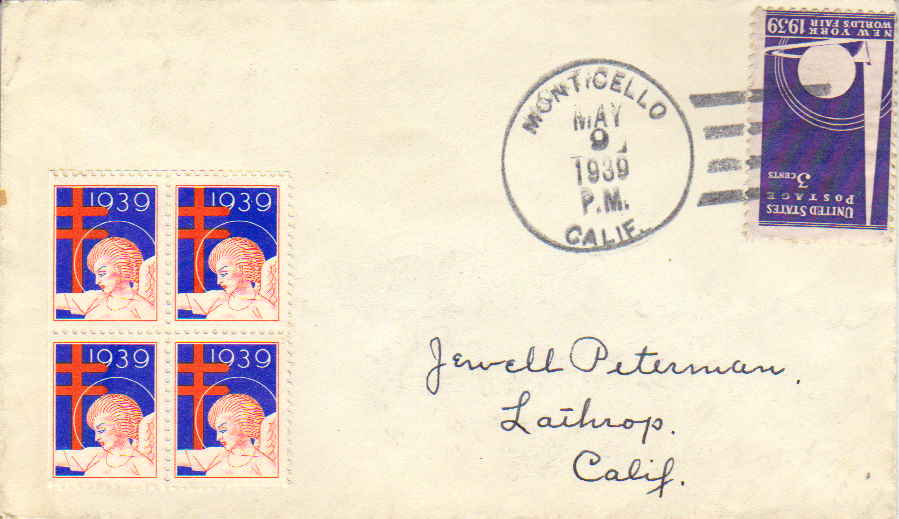 MONTICELLO
MAY
9
1939
P.M.
CALIF.
NEW YORK
WORLDS FAIR
1939
3 CENTS
POSTAGE
UNITED STATES
1939
1939
1939
1939
Jewell Peterman.
Lathrop.
Calif.